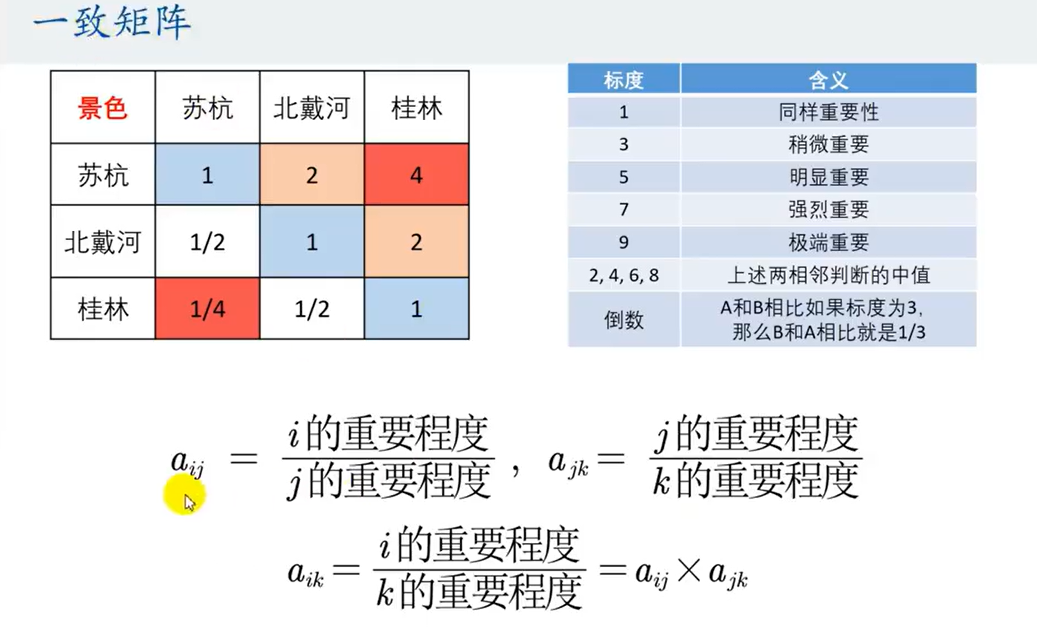 一致矩阵
景色 苏杭 北戴河 桂林
苏杭 1 2 4
北戴河 1/2 1 2
桂林 1/4 1/2 1
标度 含义
1 同样重要性
3 稍微重要
5 明显重要
7 强烈重要
9 极端重要
2, 4, 6, 8 上述两相邻判断的中值
倒数 A和B相比如果标度为3,
那么B和A相比就是1/3
a_{ij} = \frac{i的重要程度}{j的重要程度} , a_{jk} = \frac{j的重要程度}{k的重要程度}
a_{ik} = \frac{i的重要程度}{k的重要程度} = a_{ij} × a_{jk}